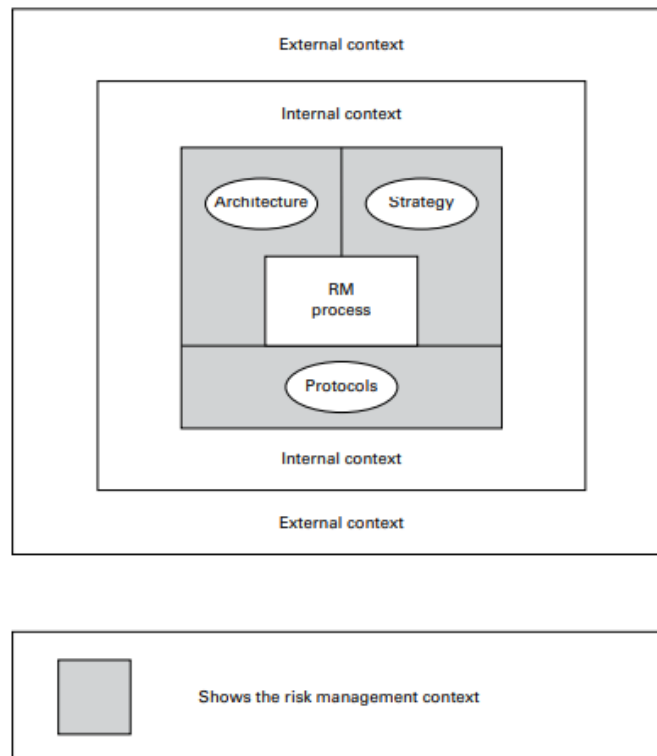 External context
Internal context
Architecture
Strategy
RM
process
Protocols
Internal context
External context
Shows the risk management context